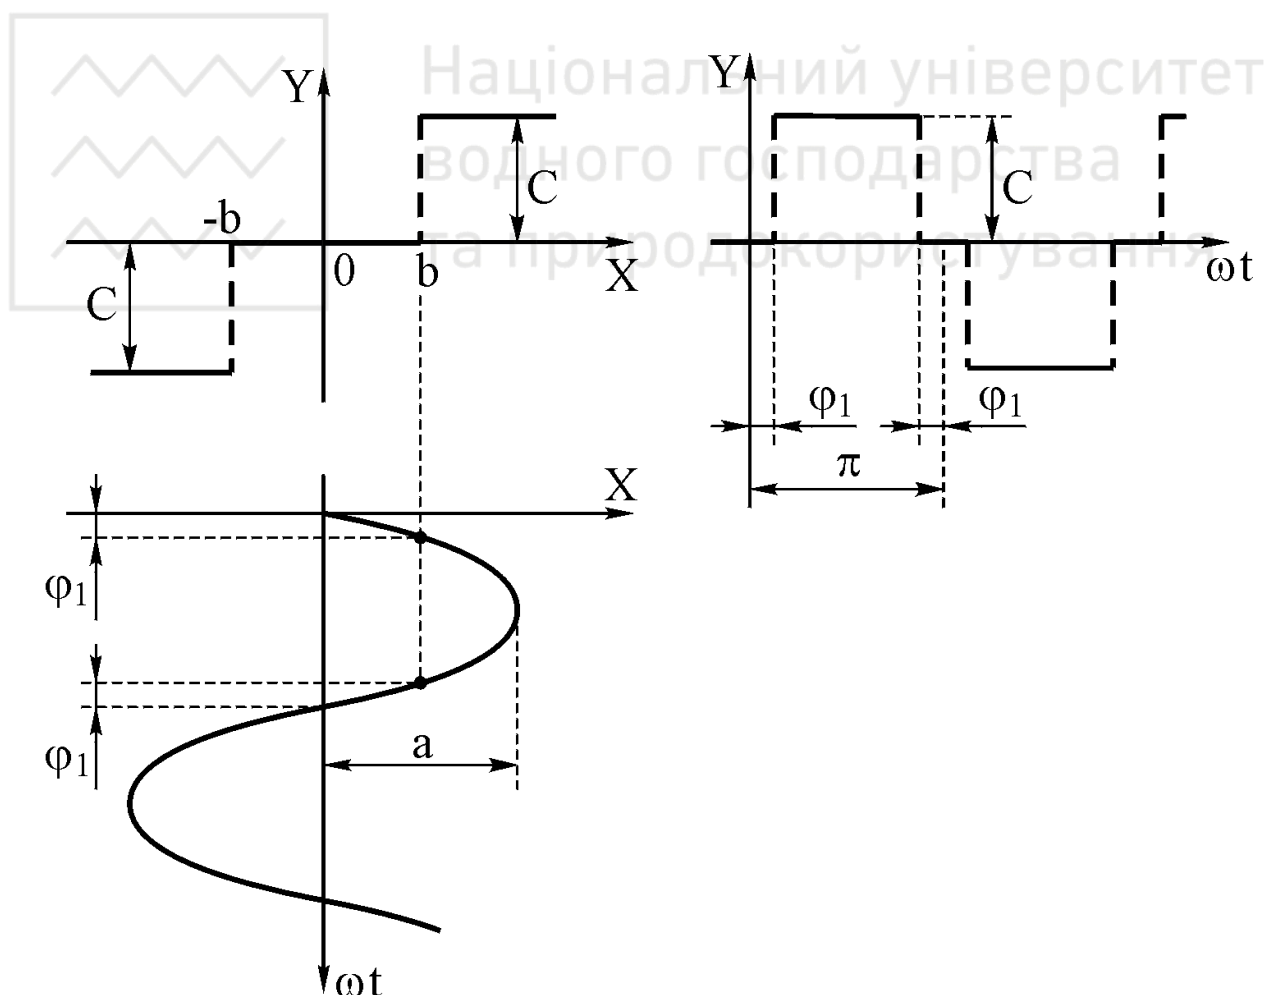 Національний університет
водного господарства
та природокористування
Y
C
-b
0
b
X
C
Y
C
ωt
φ1
φ1
π
X
φ1
φ1
a
ωt